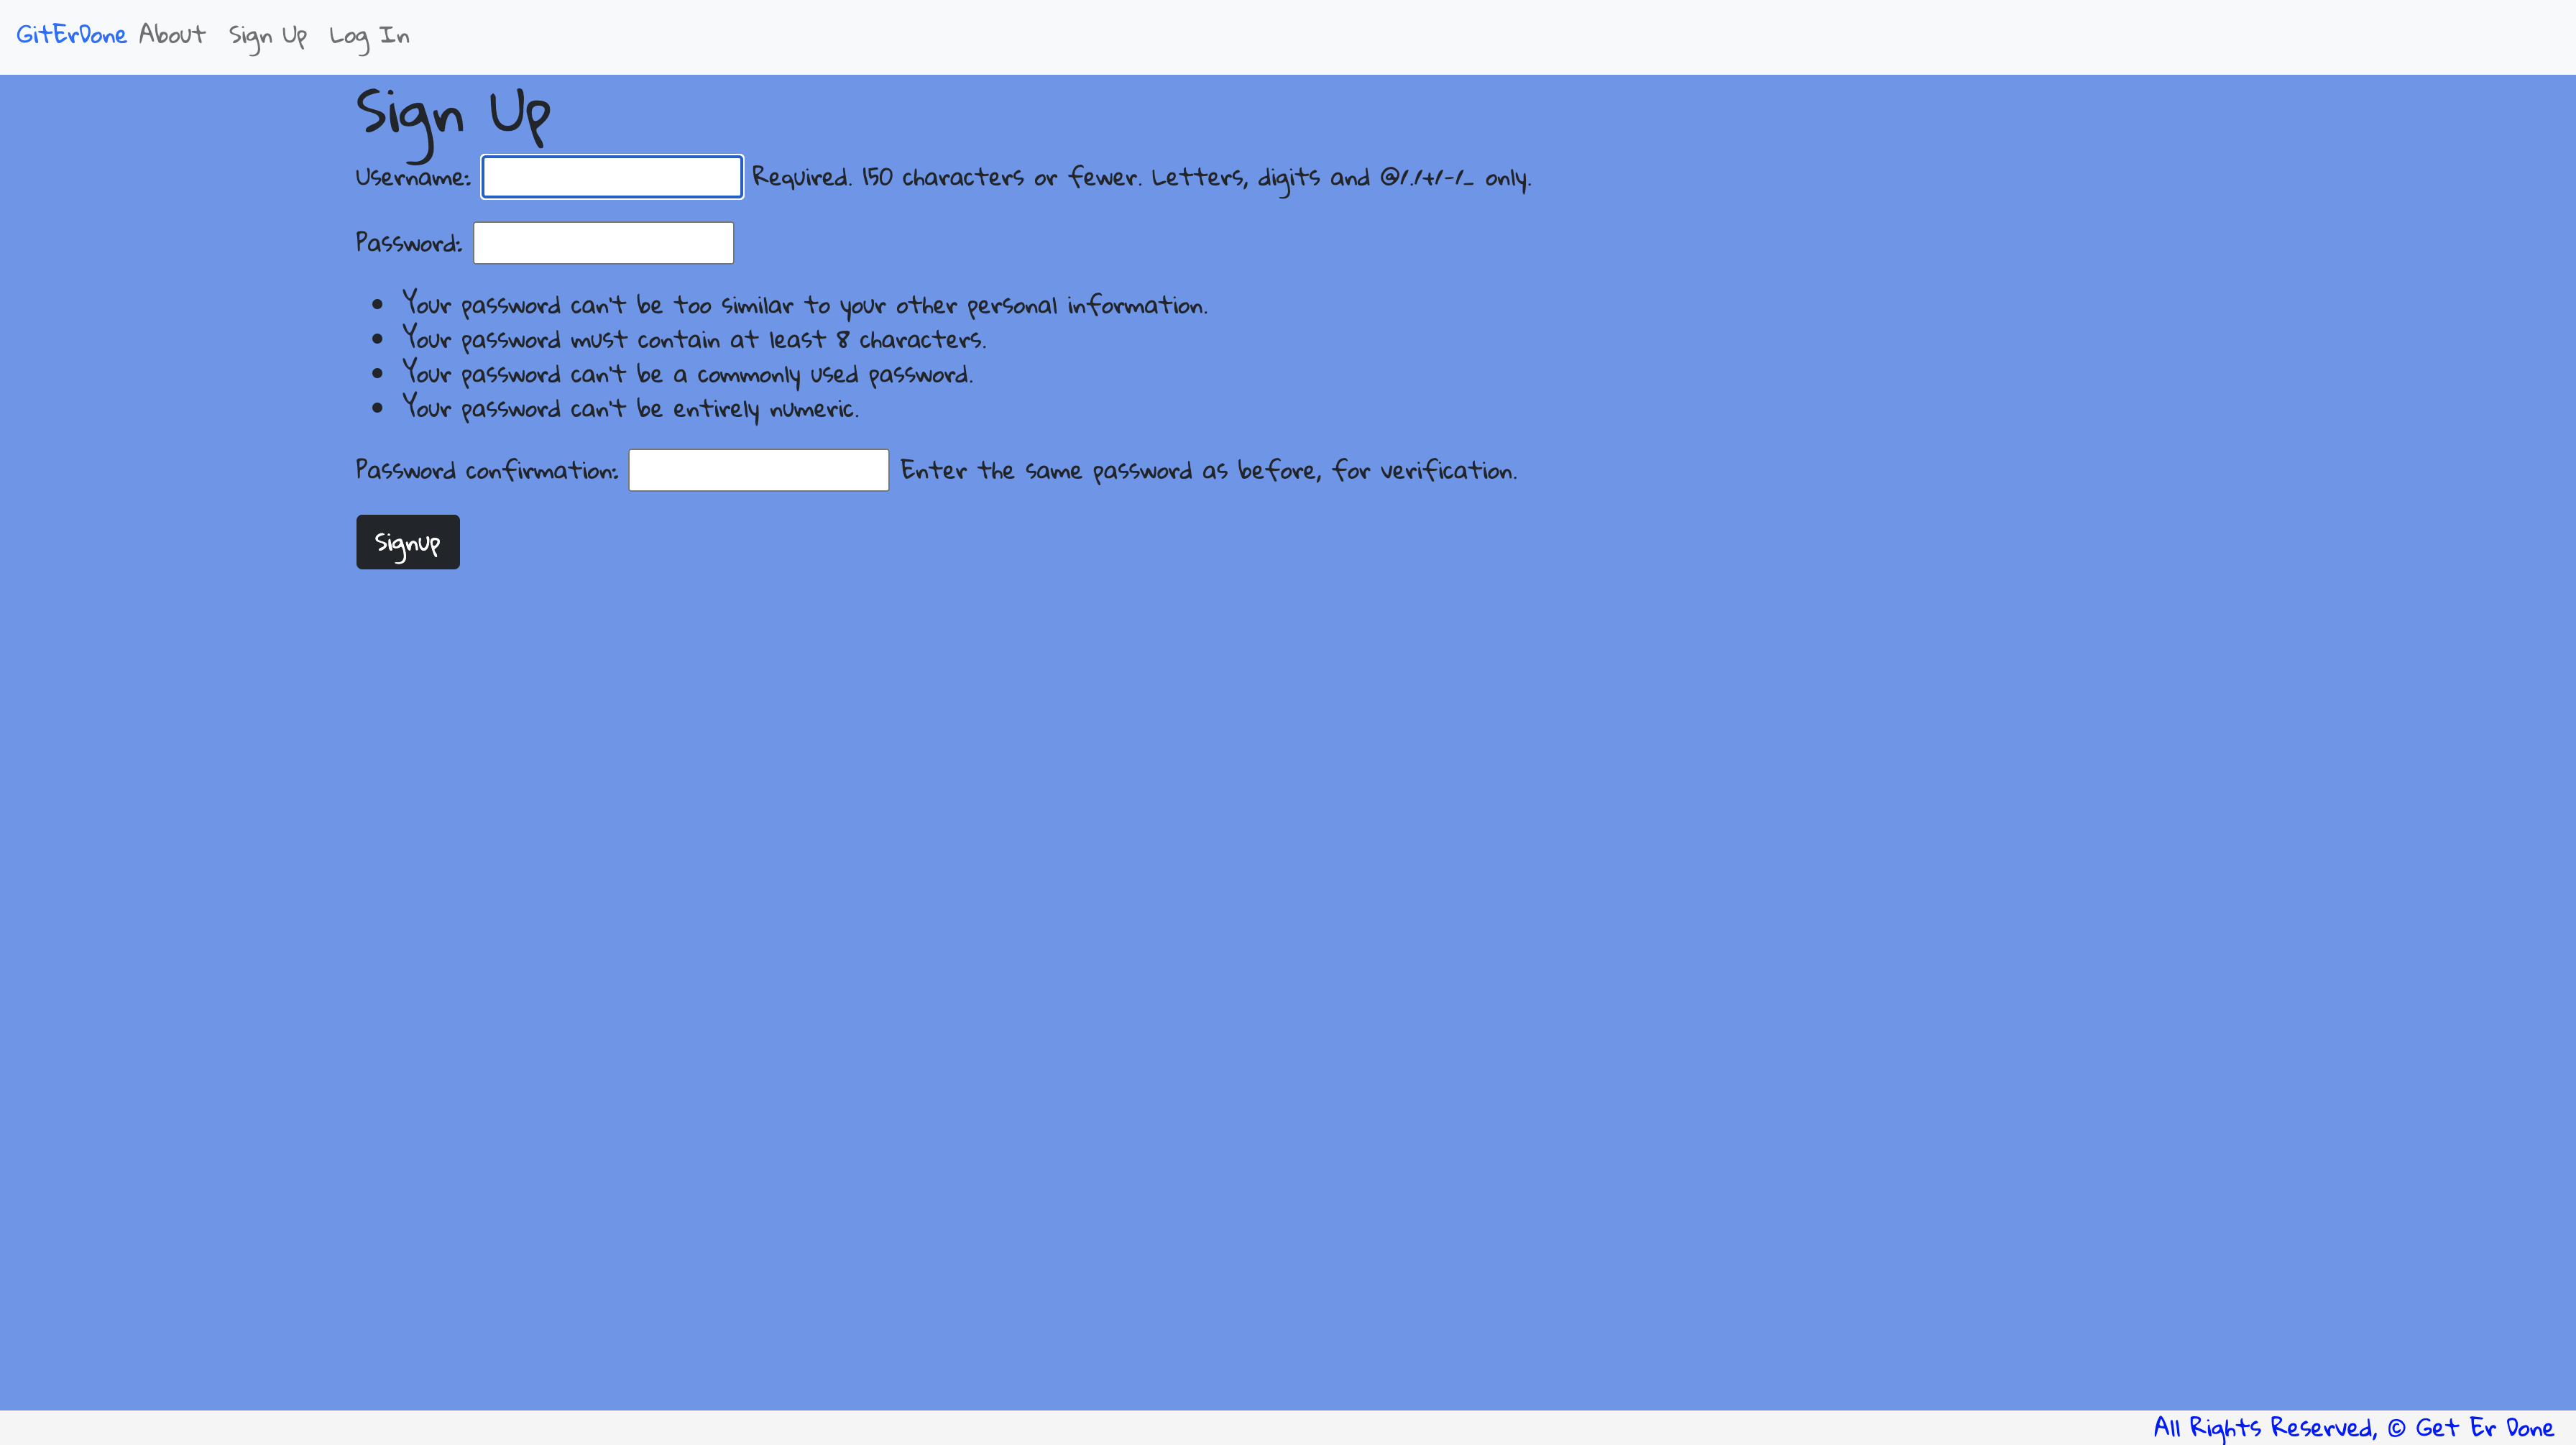 GitErDone About Sign Up Log In
Sign Up
Username: Required. 150 characters or fewer. Letters, digits and @/./+/-/_ only.
Password:
Your password can't be too similar to your other personal information.
Your password must contain at least 8 characters.
Your password can't be a commonly used password.
Your password can't be entirely numeric.
Password confirmation: Enter the same password as before, for verification.
Signup
All Rights Reserved, © Get Er Done